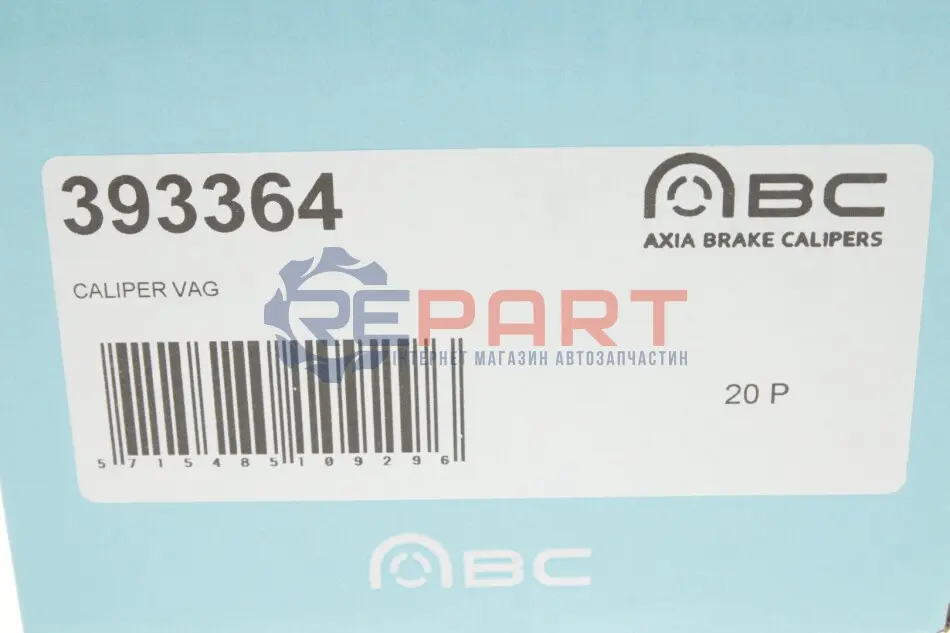 393364
ABC
AXIA BRAKE CALIPERS
CALIPER VAG
REPART
ІНТЕРНЕТ МАГАЗИН АВТОЗАПЧАСТИН
20 P
5715485109296
ABC